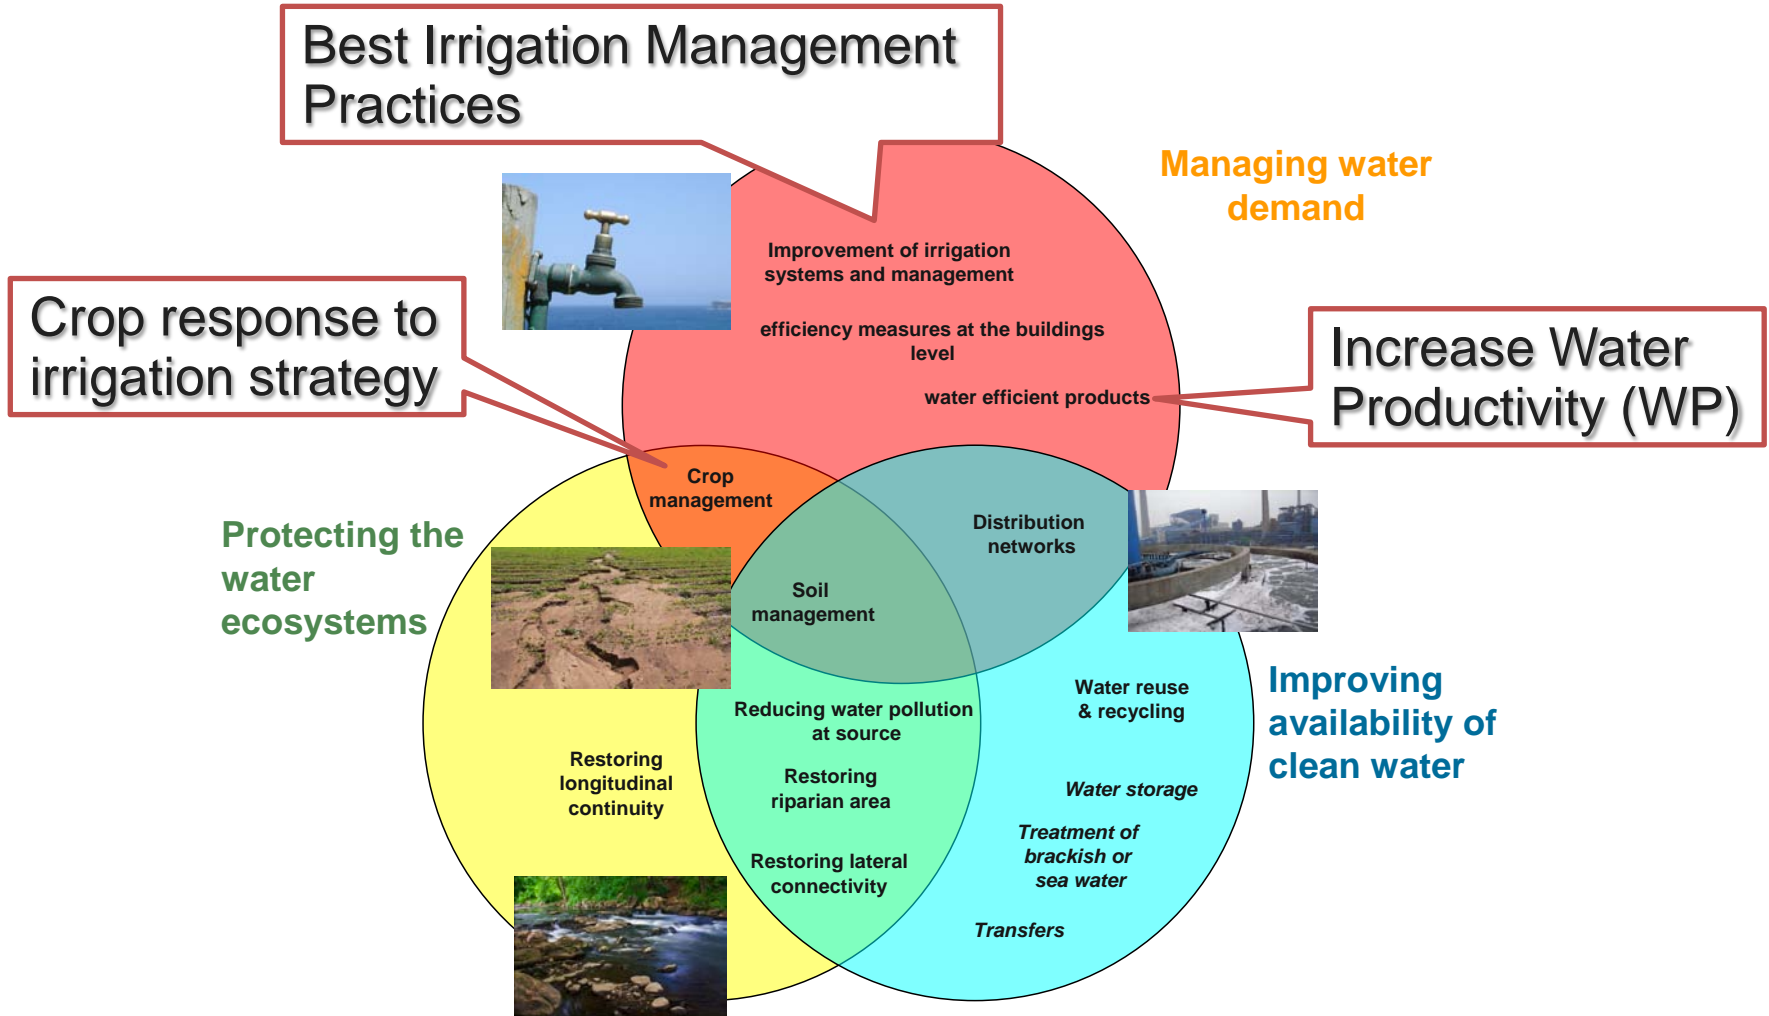 Best Irrigation Management
Practices
Managing water
demand
Improvement of irrigation
systems and management
Crop response to
irrigation strategy
efficiency measures at the buildings
level
water efficient products
Increase Water
Productivity (WP)
Crop
management
Distribution
networks
Protecting the
water
ecosystems
Soil
management
Water reuse
& recycling
Improving
availability of
clean water
Reducing water pollution
at source
Restoring
longitudinal
continuity
Restoring
riparian area
Water storage
Treatment of
brackish or
sea water
Restoring lateral
connectivity
Transfers